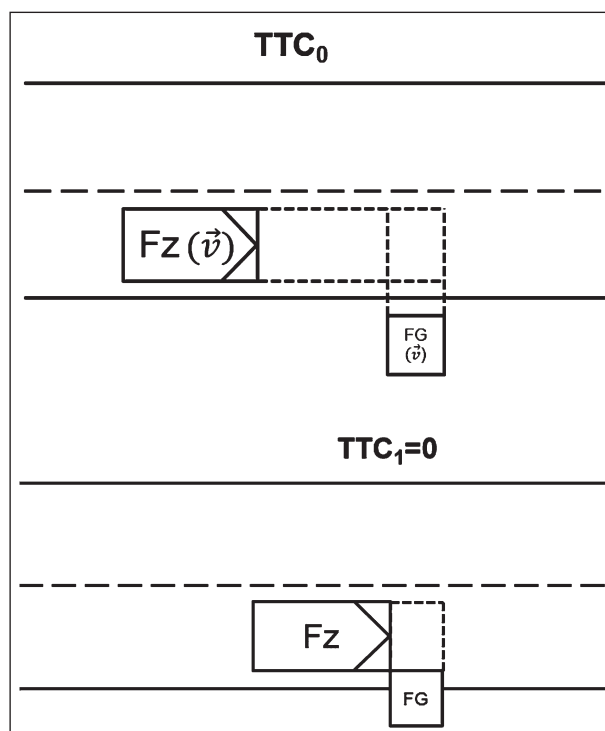 TTC₀
Fz (v⃗)
FG
(v⃗)
TTC₁=0
Fz
FG